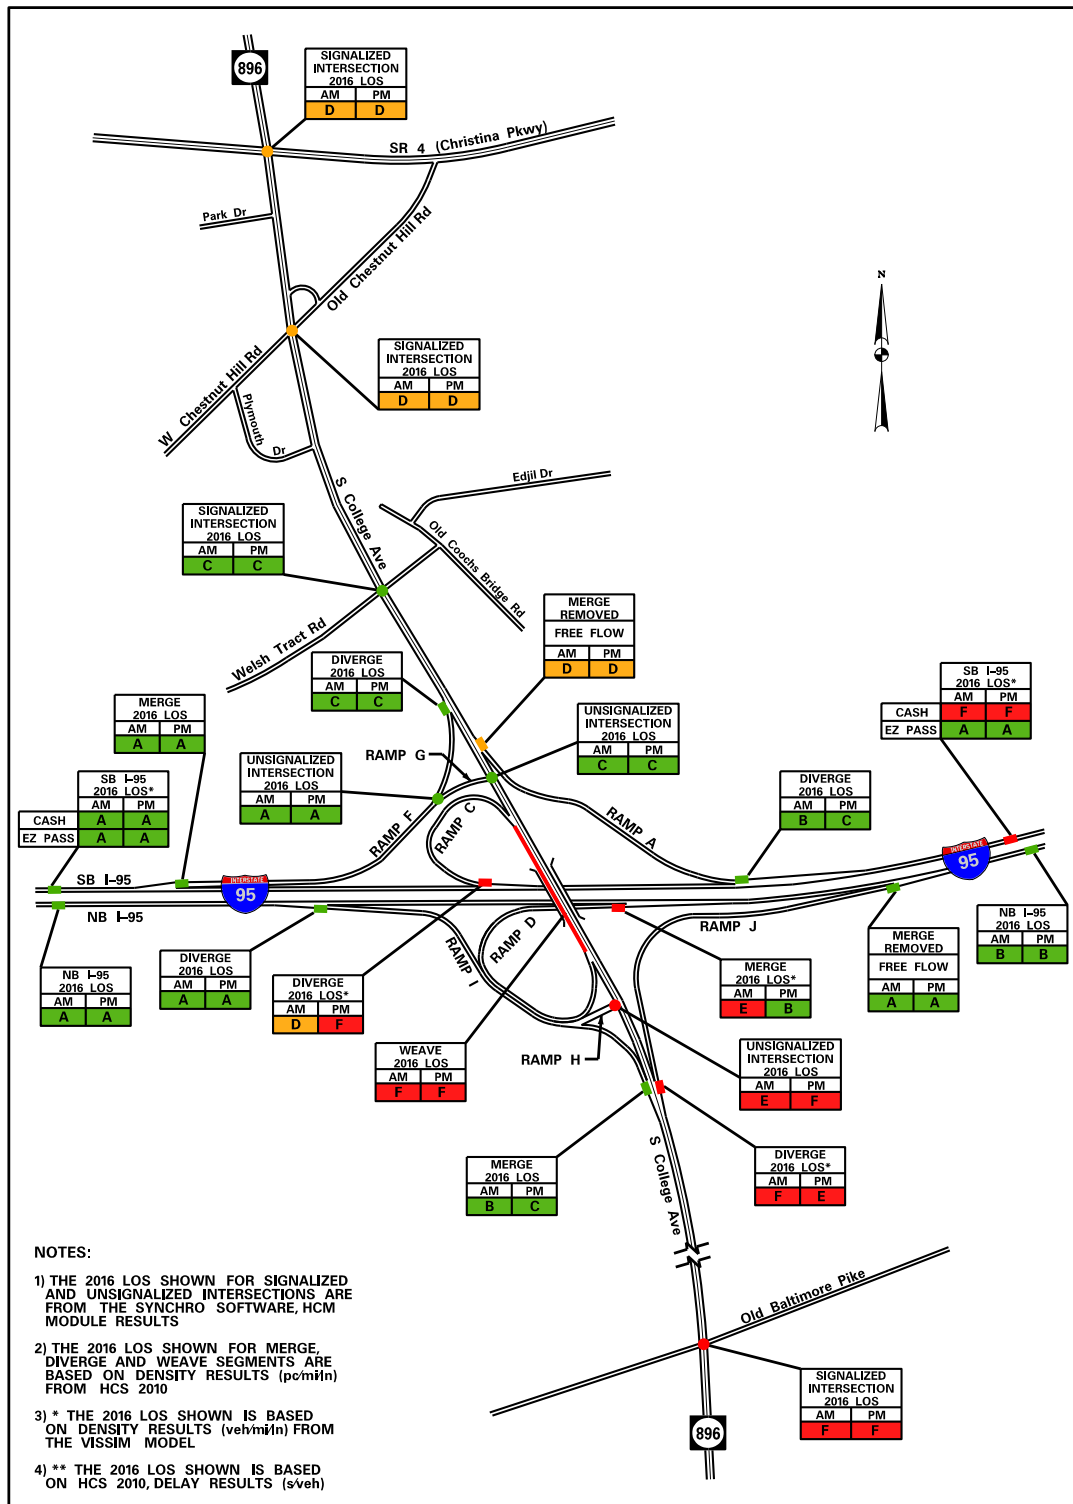 896
SIGNALIZED
INTERSECTION
2016 LOS
AM PM
D D
SR 4 (Christina Pkwy)
Park Dr
Old Chestnut Hill Rd
N
SIGNALIZED
INTERSECTION
2016 LOS
AM PM
D D
W Chestnut Hill Rd
Plymouth Dr
S College Ave
Edjil Dr
Old Coochs Bridge Rd
SIGNALIZED
INTERSECTION
2016 LOS
AM PM
C C
Welsh Tract Rd
MERGE
REMOVED
FREE FLOW
AM PM
D D
DIVERGE
2016 LOS
AM PM
C C
SB I-95
2016 LOS*
AM PM
CASH F F
EZ PASS A A
MERGE
2016 LOS
AM PM
A A
UNSIGNALIZED
INTERSECTION
2016 LOS
AM PM
C C
RAMP G
UNSIGNALIZED
INTERSECTION
2016 LOS
AM PM
A A
SB I-95
2016 LOS*
AM PM
CASH A A
EZ PASS A A
DIVERGE
2016 LOS
AM PM
B C
RAMP F
RAMP C
RAMP A
INTERSTATE
95
SB I-95
INTERSTATE
95
NB I-95
RAMP D
RAMP I
RAMP J
NB I-95
2016 LOS
AM PM
B B
MERGE
REMOVED
FREE FLOW
AM PM
A A
NB I-95
2016 LOS
AM PM
A A
DIVERGE
2016 LOS
AM PM
A A
DIVERGE
2016 LOS*
AM PM
D F
MERGE
2016 LOS*
AM PM
E B
WEAVE
2016 LOS
AM PM
F F
RAMP H
UNSIGNALIZED
INTERSECTION
2016 LOS
AM PM
E F
MERGE
2016 LOS
AM PM
B C
DIVERGE
2016 LOS*
AM PM
F E
S College Ave
Old Baltimore Pike
SIGNALIZED
INTERSECTION
2016 LOS
AM PM
F F
896
NOTES:
1) THE 2016 LOS SHOWN FOR SIGNALIZED
AND UNSIGNALIZED INTERSECTIONS ARE
FROM THE SYNCHRO SOFTWARE, HCM
MODULE RESULTS
2) THE 2016 LOS SHOWN FOR MERGE,
DIVERGE AND WEAVE SEGMENTS ARE
BASED ON DENSITY RESULTS (pc/mi/ln)
FROM HCS 2010
3) * THE 2016 LOS SHOWN IS BASED
ON DENSITY RESULTS (veh/mi/ln) FROM
THE VISSIM MODEL
4) ** THE 2016 LOS SHOWN IS BASED
ON HCS 2010, DELAY RESULTS (s/veh)